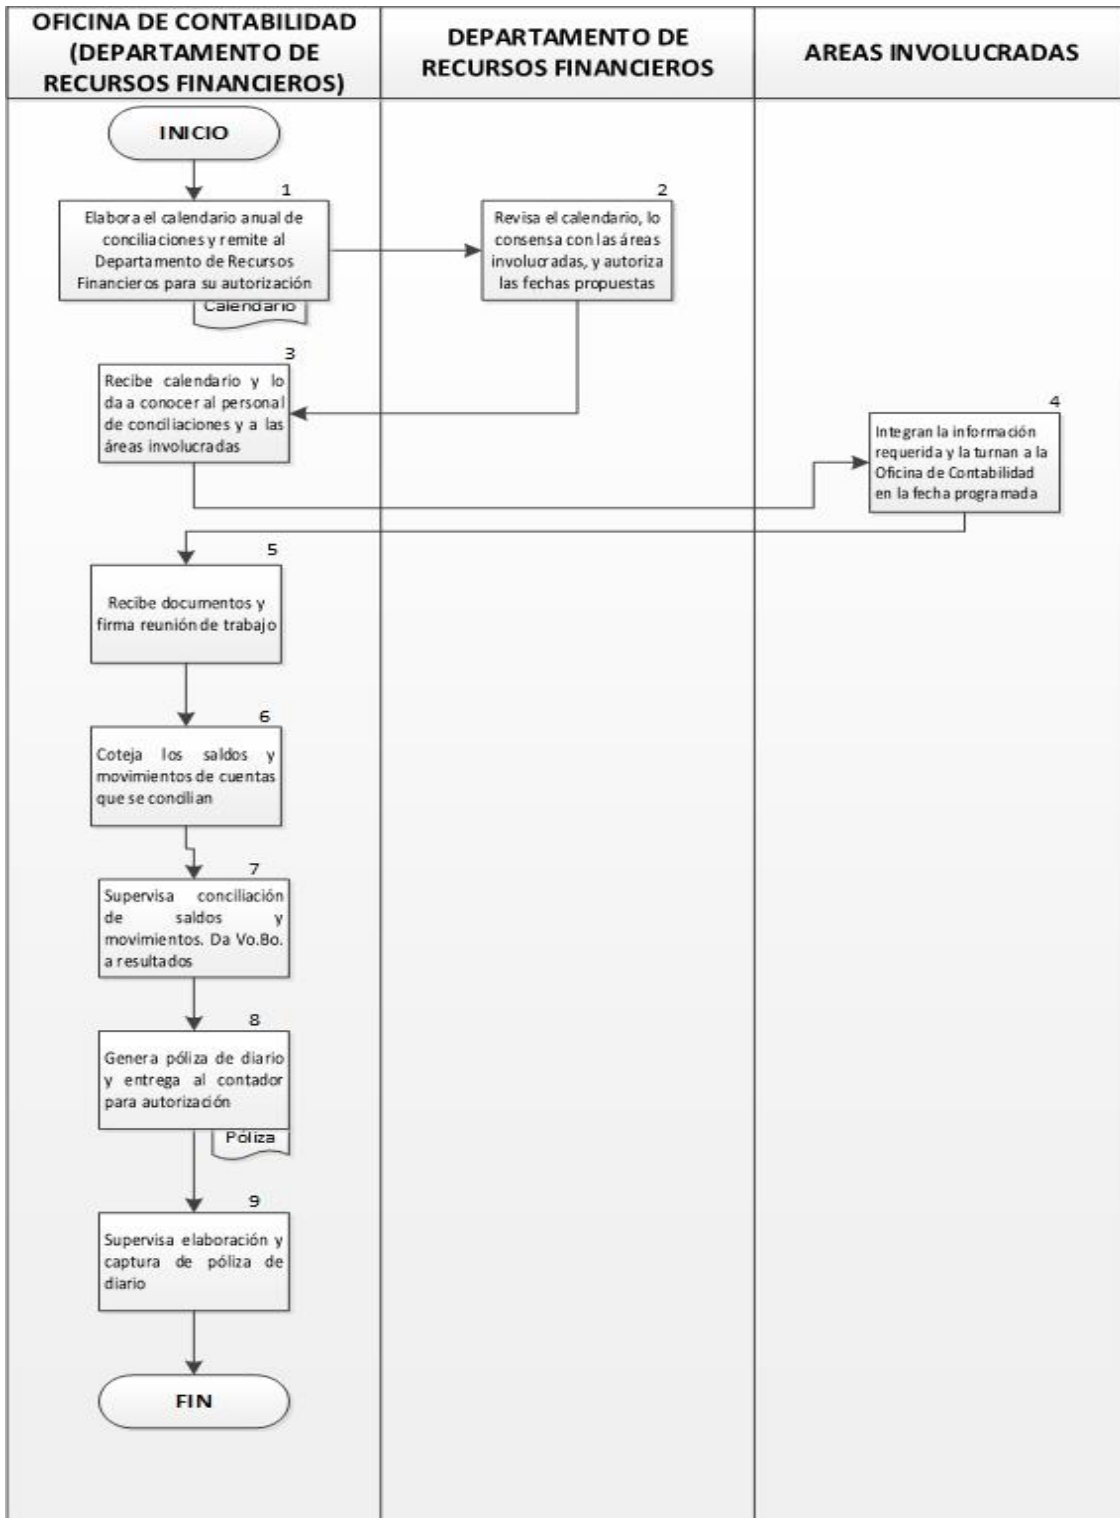 OFICINA DE CONTABILIDAD
(DEPARTAMENTO DE
RECURSOS FINANCIEROS)
DEPARTAMENTO DE
RECURSOS FINANCIEROS
AREAS INVOLUCRADAS
INICIO
1
Elabora el calendario anual de
conciliaciones y remite al
Departamento de Recursos
Financieros para su autorización
Calendario
2
Revisa el calendario, lo
consensa con las áreas
involucradas, y autoriza
las fechas propuestas
3
Recibe calendario y lo
da a conocer al personal
de conciliaciones y a las
áreas involucradas
4
Integran la información
requerida y la turnan a la
Oficina de Contabilidad
en la fecha programada
5
Recibe documentos y
firma reunión de trabajo
6
Coteja los saldos y
movimientos de cuentas
que se concilian
7
Supervisa conciliación
de saldos y
movimientos. Da Vo.Bo.
a resultados
8
Genera póliza de diario
y entrega al contador
para autorización
Póliza
9
Supervisa elaboración y
captura de póliza de
diario
FIN